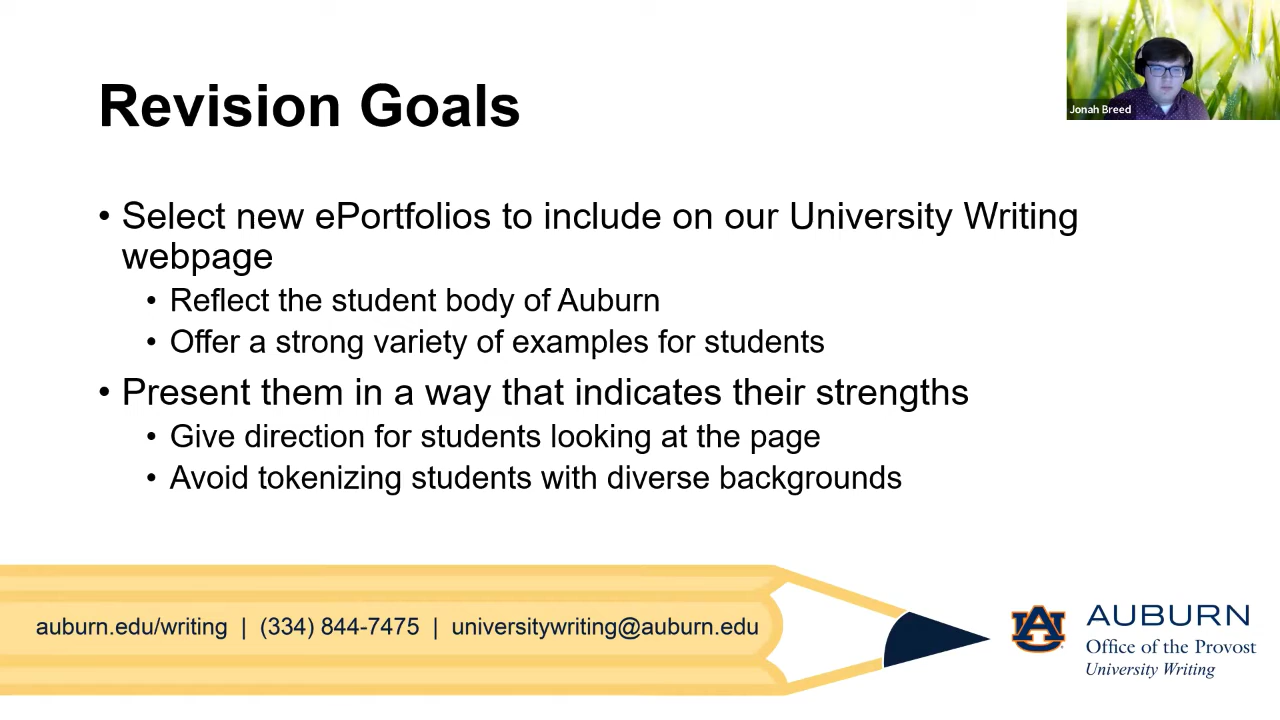 Jonah Breed
Revision Goals
• Select new ePortfolios to include on our University Writing
webpage
• Reflect the student body of Auburn
• Offer a strong variety of examples for students
• Present them in a way that indicates their strengths
• Give direction for students looking at the page
• Avoid tokenizing students with diverse backgrounds
auburn.edu/writing | (334) 844-7475 | universitywriting@auburn.edu
AU
AUBURN
Office of the Provost
University Writing